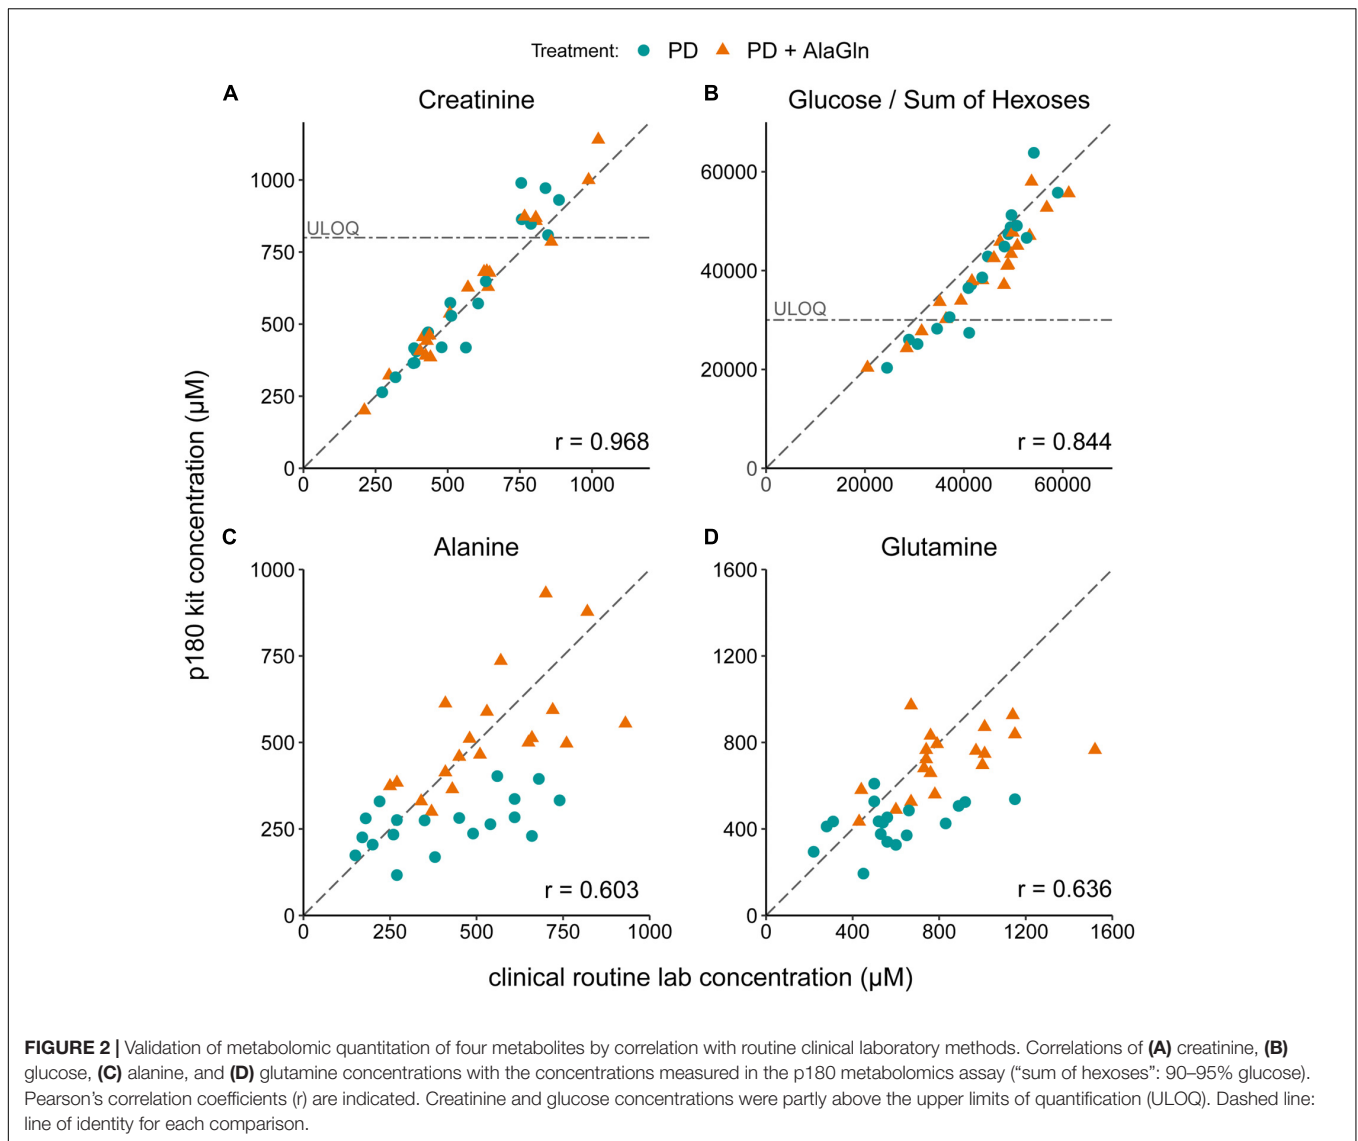 Treatment: PD PD + AlaGln
A Creatinine
1000
750
500
250
0
ULOQ
r = 0.968
0 250 500 750 1000
B Glucose / Sum of Hexoses
60000
40000
20000
0
ULOQ
r = 0.844
0 20000 40000 60000
p180 kit concentration (µM)
C Alanine
1000
750
500
250
0
r = 0.603
0 250 500 750 1000
D Glutamine
1600
1200
800
400
0
r = 0.636
0 400 800 1200 1600
clinical routine lab concentration (µM)
FIGURE 2 | Validation of metabolomic quantitation of four metabolites by correlation with routine clinical laboratory methods. Correlations of (A) creatinine, (B)
glucose, (C) alanine, and (D) glutamine concentrations with the concentrations measured in the p180 metabolomics assay (“sum of hexoses”: 90–95% glucose).
Pearson’s correlation coefficients (r) are indicated. Creatinine and glucose concentrations were partly above the upper limits of quantification (ULOQ). Dashed line:
line of identity for each comparison.